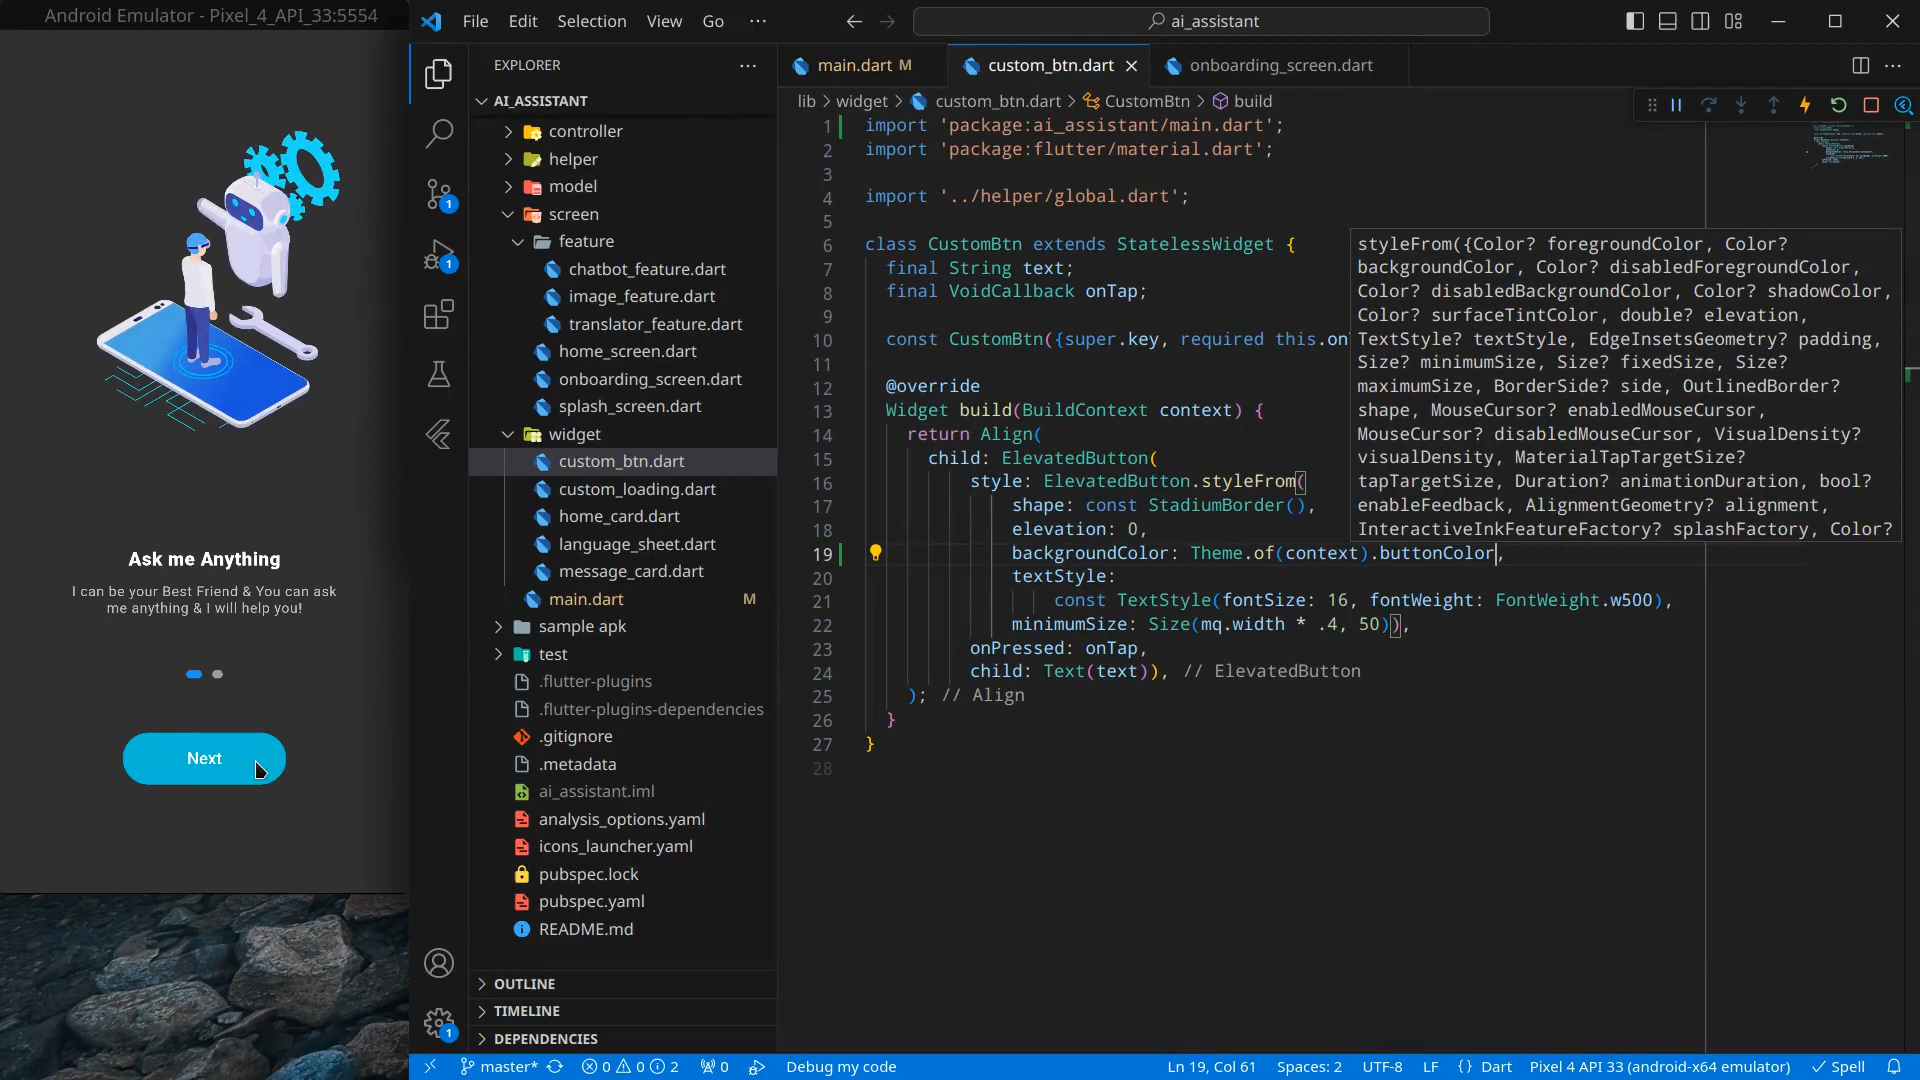 Android Emulator - Pixel_4_API_33:5554
Ask me Anything
I can be your Best Friend & You can ask
me anything & I will help you!
Next
File Edit Selection View Go ⋯
ai_assistant
EXPLORER
AI_ASSISTANT
controller
helper
model
screen
feature
chatbot_feature.dart
image_feature.dart
translator_feature.dart
home_screen.dart
onboarding_screen.dart
splash_screen.dart
widget
custom_btn.dart
custom_loading.dart
home_card.dart
language_sheet.dart
message_card.dart
main.dart M
sample apk
test
.flutter-plugins
.flutter-plugins-dependencies
.gitignore
.metadata
ai_assistant.iml
analysis_options.yaml
icons_launcher.yaml
pubspec.lock
pubspec.yaml
README.md
OUTLINE
TIMELINE
DEPENDENCIES
1
1
1
main.dart M custom_btn.dart onboarding_screen.dart
lib > widget > custom_btn.dart > CustomBtn > build
1 import 'package:ai_assistant/main.dart';
2 import 'package:flutter/material.dart';
3
4 import '../helper/global.dart';
5
6 class CustomBtn extends StatelessWidget {
7 final String text;
8 final VoidCallback onTap;
9
10 const CustomBtn({super.key, required this.on
11
12 @override
13 Widget build(BuildContext context) {
14 return Align(
15 child: ElevatedButton(
16 style: ElevatedButton.styleFrom(
17 shape: const StadiumBorder(),
18 elevation: 0,
19 backgroundColor: Theme.of(context).buttonColor,
20 textStyle:
21 const TextStyle(fontSize: 16, fontWeight: FontWeight.w500),
22 minimumSize: Size(mq.width * .4, 50)),
23 onPressed: onTap,
24 child: Text(text)), // ElevatedButton
25 ); // Align
26 }
27 }
28
styleFrom({Color? foregroundColor, Color?
backgroundColor, Color? disabledForegroundColor,
Color? disabledBackgroundColor, Color? shadowColor,
Color? surfaceTintColor, double? elevation,
TextStyle? textStyle, EdgeInsetsGeometry? padding,
Size? minimumSize, Size? fixedSize, Size?
maximumSize, BorderSide? side, OutlinedBorder?
shape, MouseCursor? enabledMouseCursor,
MouseCursor? disabledMouseCursor, VisualDensity?
visualDensity, MaterialTapTargetSize?
tapTargetSize, Duration? animationDuration, bool?
enableFeedback, AlignmentGeometry? alignment,
InteractiveInkFeatureFactory? splashFactory, Color?
master* 0 0 2 0 Debug my code Ln 19, Col 61 Spaces: 2 UTF-8 LF { } Dart Pixel 4 API 33 (android-x64 emulator) Spell